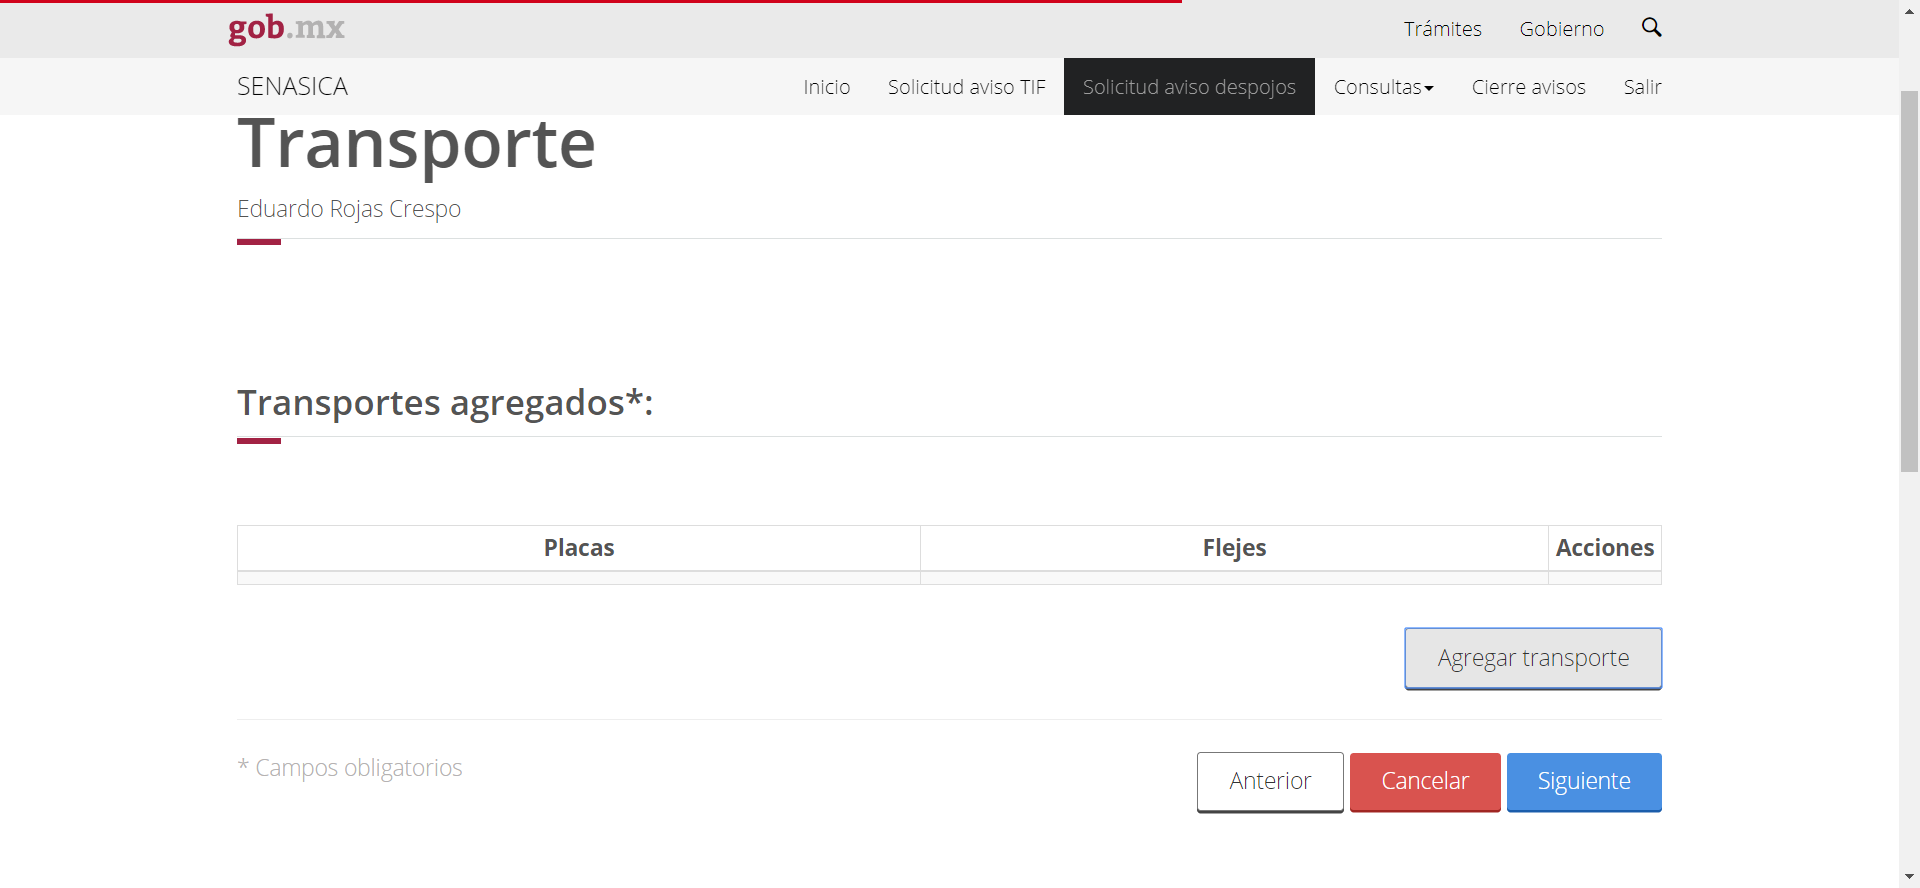 gob.mx
Trámites
Gobierno
SENASICA
Inicio
Solicitud aviso TIF
Solicitud aviso despojos
Consultas
Cierre avisos
Salir
Transporte
Eduardo Rojas Crespo
Transportes agregados*:
Placas
Flejes
Acciones
Agregar transporte
* Campos obligatorios
Anterior
Cancelar
Siguiente